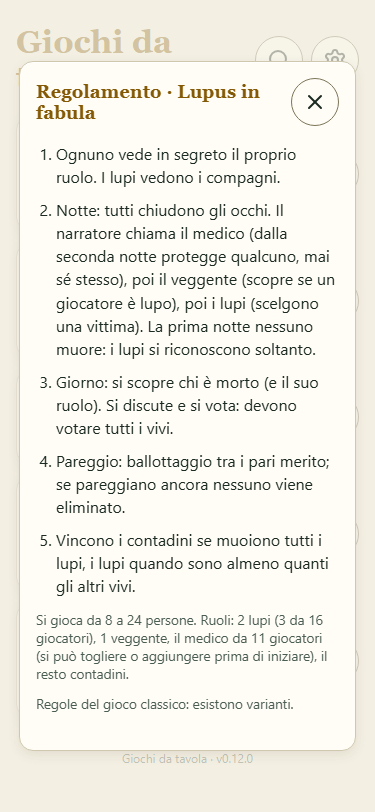 Giochi da
Regolamento · Lupus in
fabula
1. Ognuno vede in segreto il proprio
ruolo. I lupi vedono i compagni.
2. Notte: tutti chiudono gli occhi. Il
narratore chiama il medico (dalla
seconda notte protegge qualcuno, mai
sé stesso), poi il veggente (scopre se un
giocatore è lupo), poi i lupi (scelgono
una vittima). La prima notte nessuno
muore: i lupi si riconoscono soltanto.
3. Giorno: si scopre chi è morto (e il suo
ruolo). Si discute e si vota: devono
votare tutti i vivi.
4. Pareggio: ballottaggio tra i pari merito;
se pareggiano ancora nessuno viene
eliminato.
5. Vincono i contadini se muoiono tutti i
lupi, i lupi quando sono almeno quanti
gli altri vivi.
Si gioca da 8 a 24 persone. Ruoli: 2 lupi (3 da 16
giocatori), 1 veggente, il medico da 11 giocatori
(si può togliere o aggiungere prima di iniziare), il
resto contadini.
Regole del gioco classico: esistono varianti.
Giochi da tavola · v0.12.0